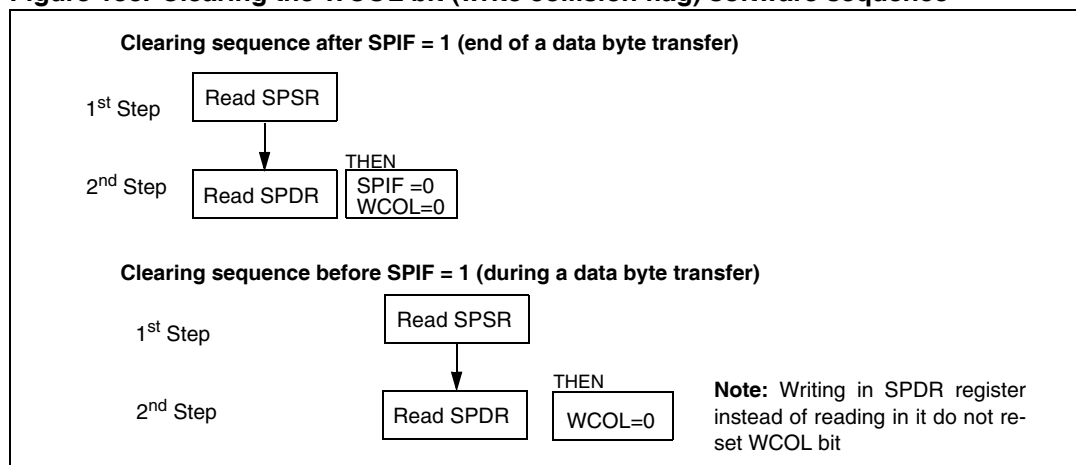 Clearing sequence after SPIF = 1 (end of a data byte transfer)
1st Step
Read SPSR
THEN
2nd Step
Read SPDR
SPIF =0
WCOL=0
Clearing sequence before SPIF = 1 (during a data byte transfer)
1st Step
Read SPSR
THEN
2nd Step
Read SPDR
WCOL=0
Note: Writing in SPDR register
instead of reading in it do not re-
set WCOL bit